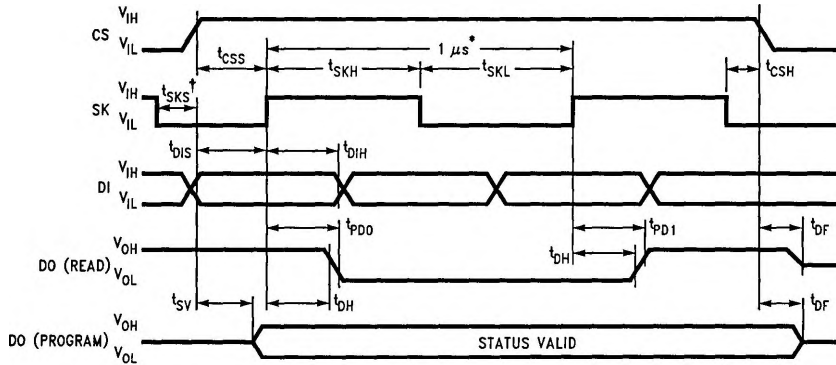 CS V_IH
V_IL
t_CSS
1 μs*
t_SKH
t_SKL
t_CSH
SK V_IH
V_IL
t_SKS†
t_DIS
t_DIH
DI V_IH
V_IL
t_PD0
t_PD1
DO (READ) V_OH
V_OL
t_DH
t_DF
t_SV
t_DH
t_DF
DO (PROGRAM) V_OH
V_OL
STATUS VALID